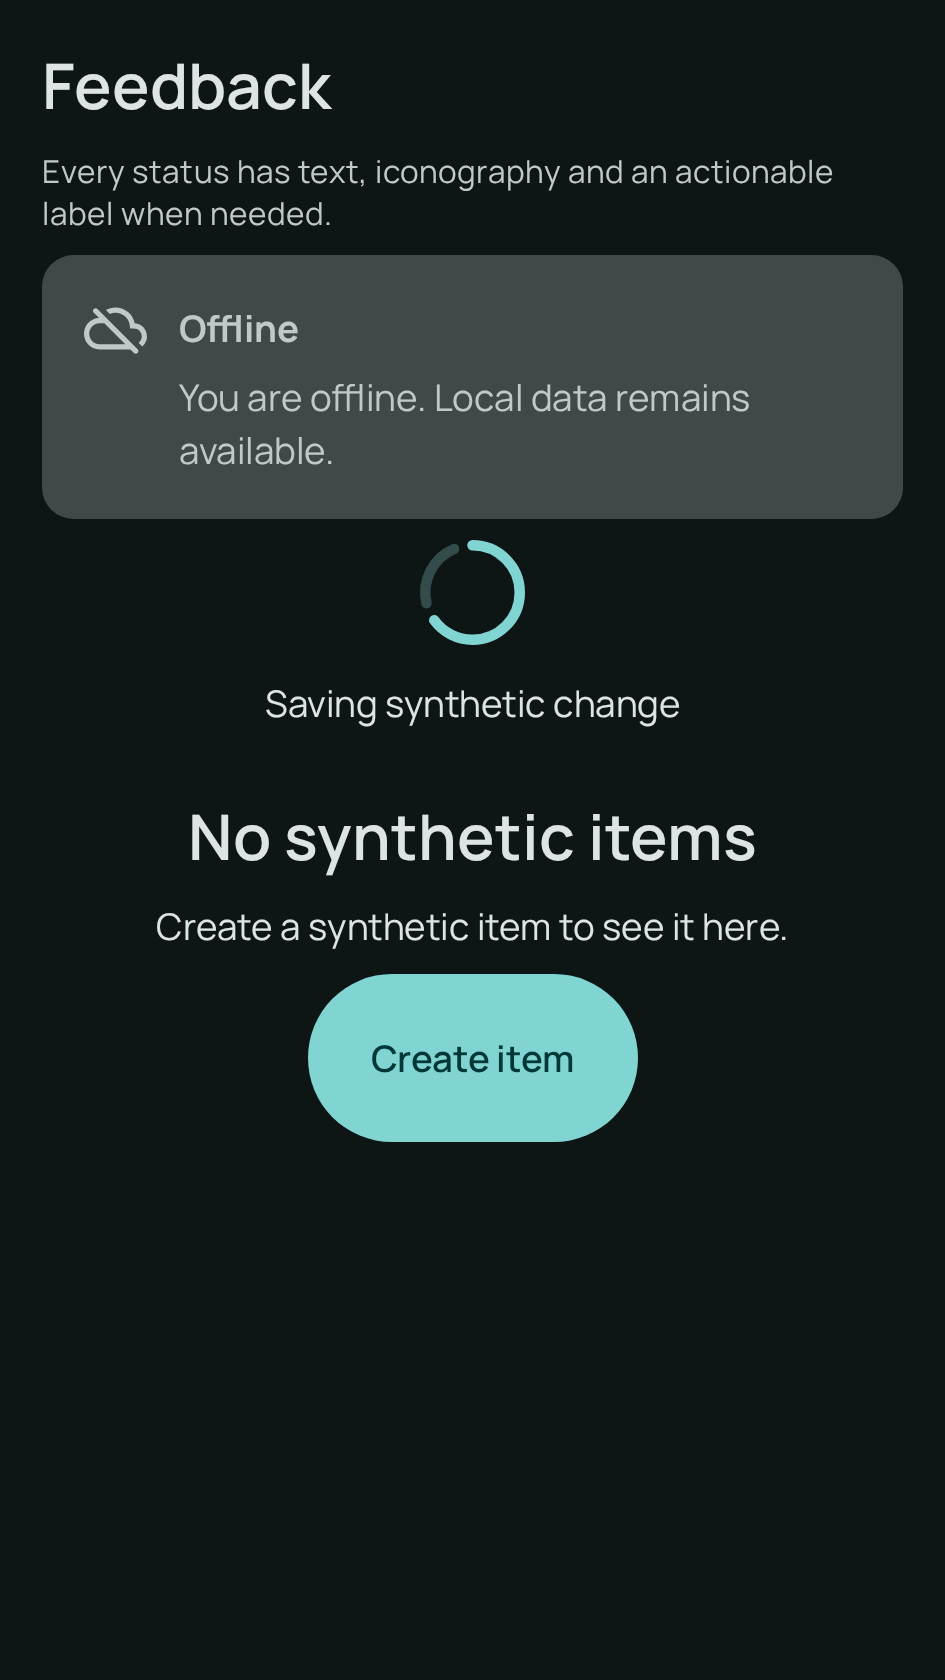 Feedback
Every status has text, iconography and an actionable
label when needed.
Offline
You are offline. Local data remains
available.
Saving synthetic change
No synthetic items
Create a synthetic item to see it here.
Create item